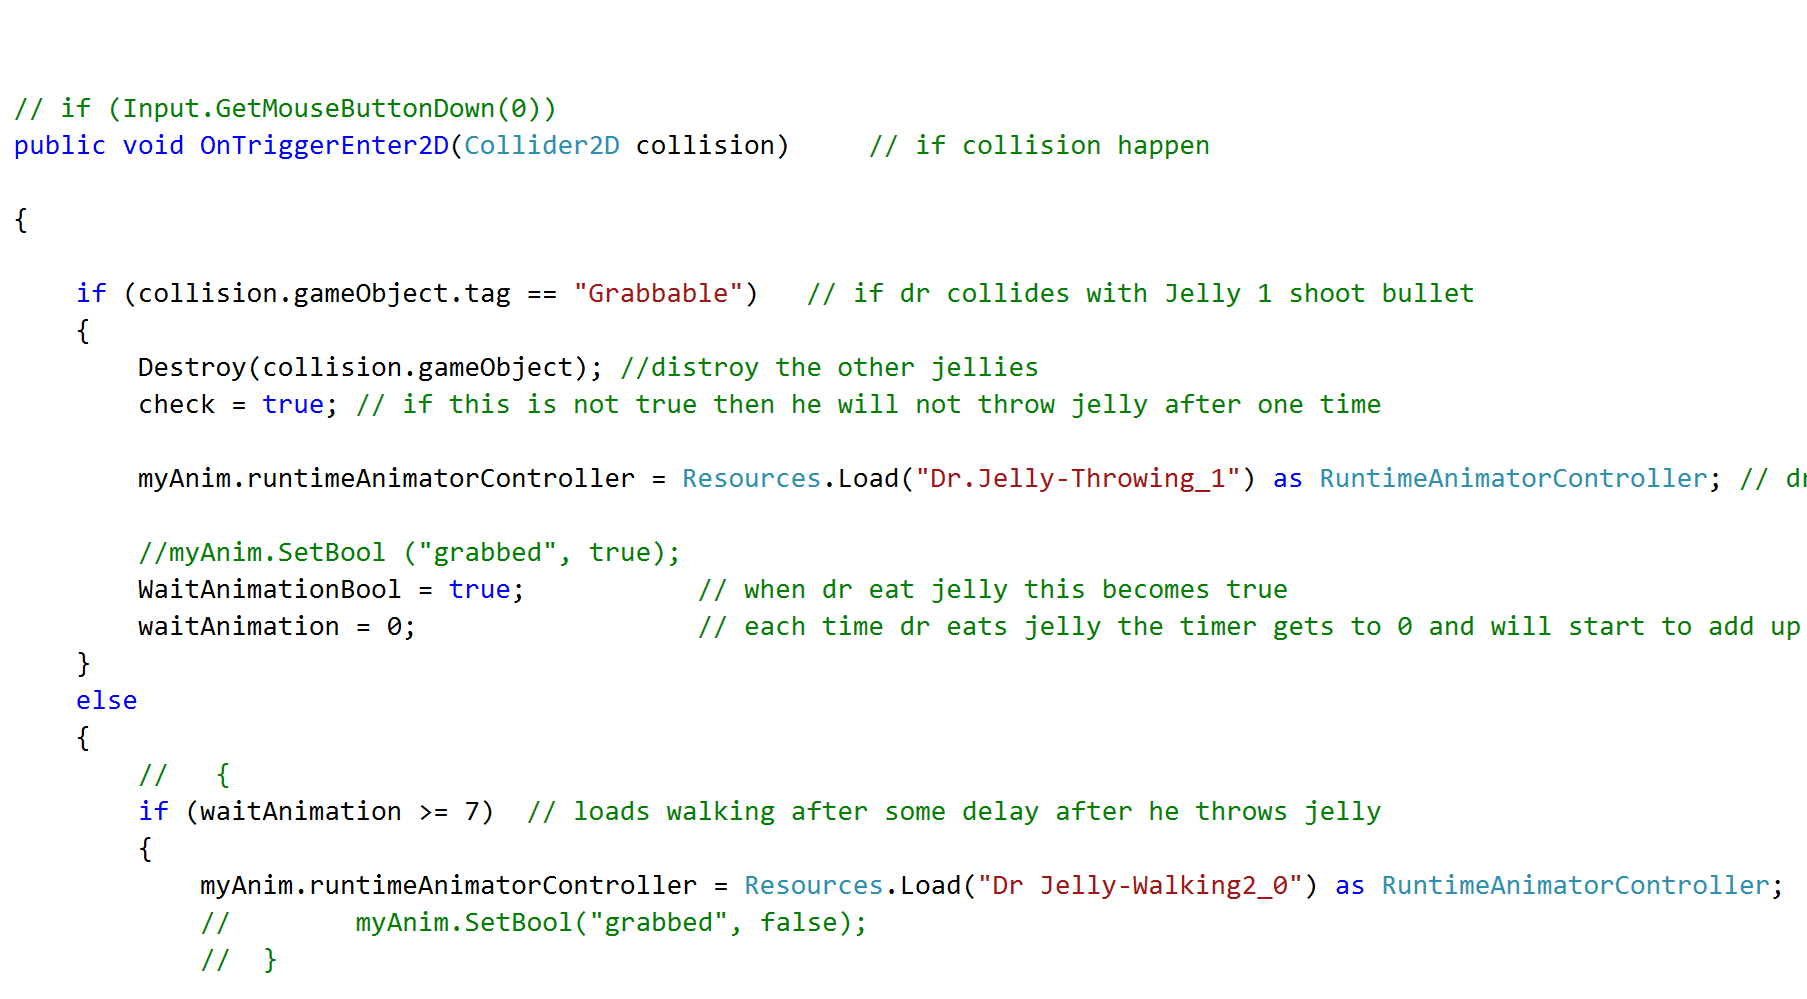 // if (Input.GetMouseButtonDown(0))
public void OnTriggerEnter2D(Collider2D collision)     // if collision happen
{
if (collision.gameObject.tag == "Grabbable")   // if dr collides with Jelly 1 shoot bullet
{
Destroy(collision.gameObject); //distroy the other jellies
check = true; // if this is not true then he will not throw jelly after one time
myAnim.runtimeAnimatorController = Resources.Load("Dr.Jelly-Throwing_1") as RuntimeAnimatorController; //
//myAnim.SetBool ("grabbed", true);
WaitAnimationBool = true;           // when dr eat jelly this becomes true
waitAnimation = 0;                  // each time dr eats jelly the timer gets to 0 and will start to add up
}
else
{
//   {
if (waitAnimation >= 7)  // loads walking after some delay after he throws jelly
{
myAnim.runtimeAnimatorController = Resources.Load("Dr Jelly-Walking2_0") as RuntimeAnimatorController;
//        myAnim.SetBool("grabbed", false);
//  }